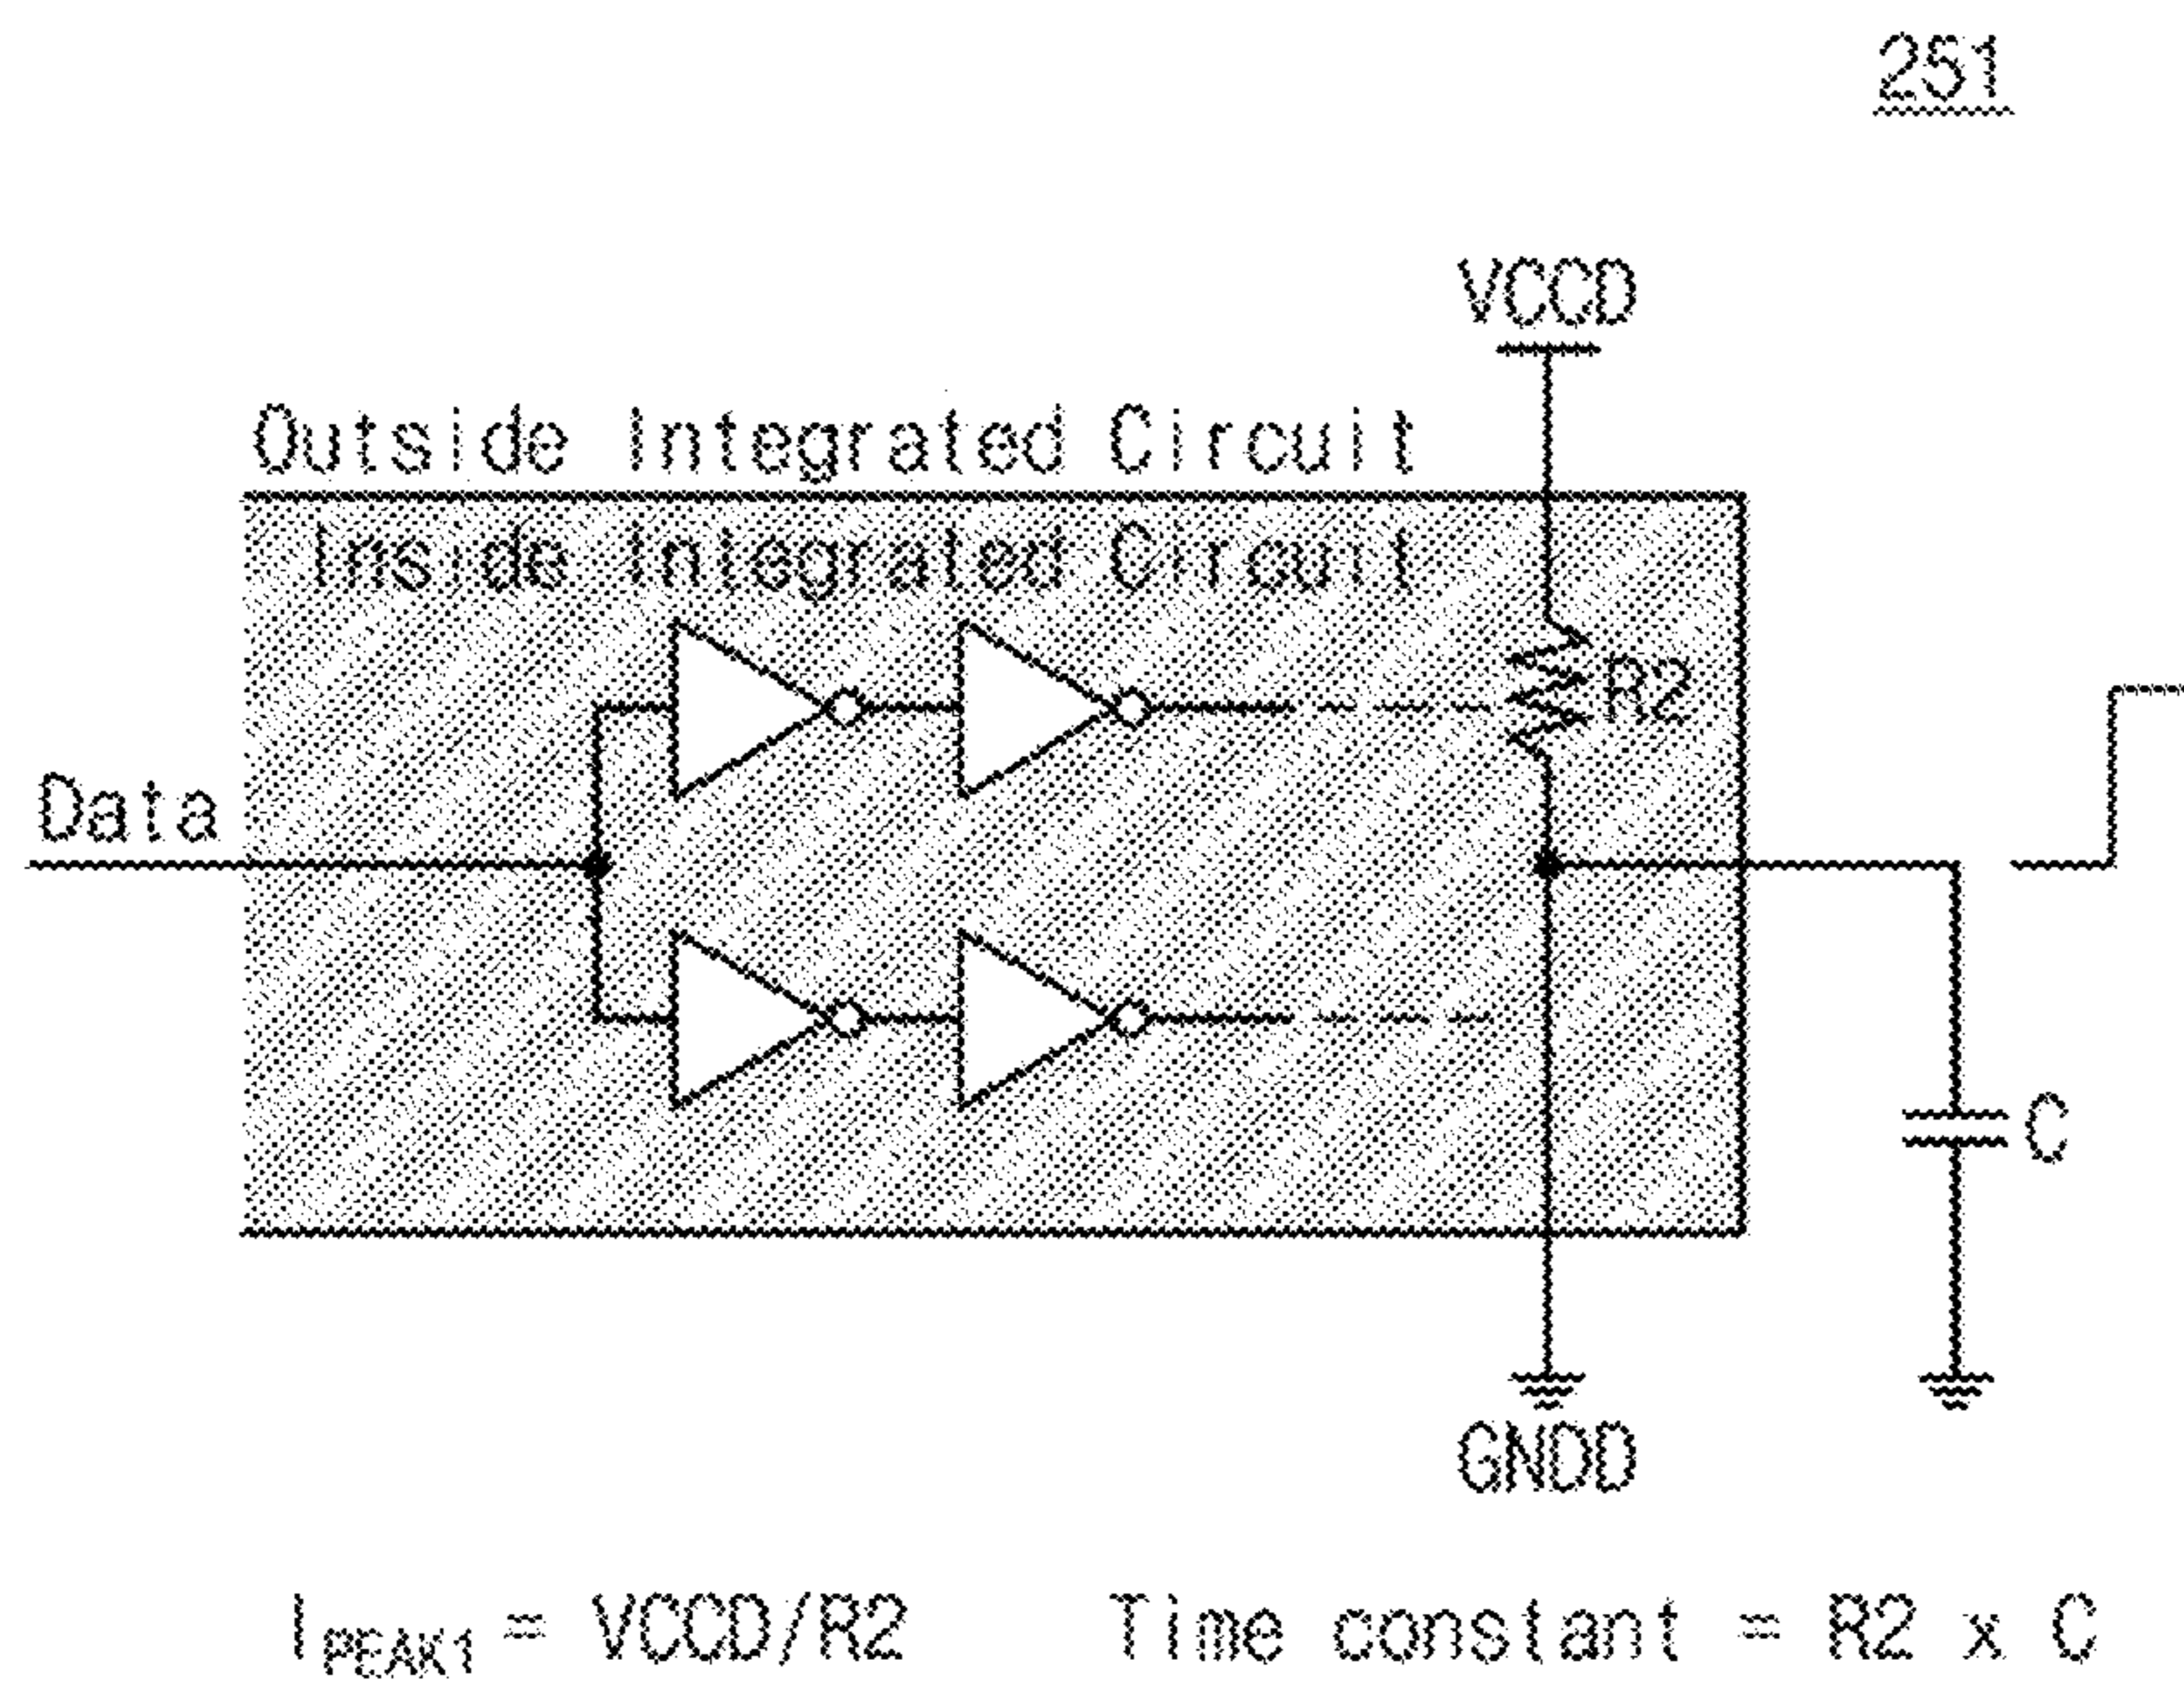 251
VCCD
Outside Integrated Circuit
Inside Integrated Circuit
R2
Data
C
GNDD
IPEAK1 = VCCD/R2 Time constant = R2 x C